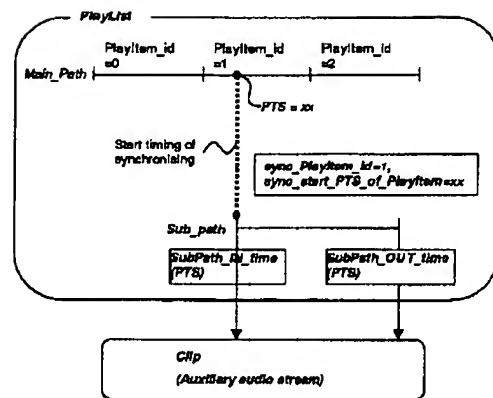 PlayList
PlayItem_id
=0
PlayItem_id
=1
PlayItem_id
=2
Main_Path
PTS = xx
Start timing of
synchronising
sync_PlayItem_id=1,
sync_start_PTS_of_PlayItem=xx
Sub_path
SubPath_IN_time
(PTS)
SubPath_OUT_time
(PTS)
Clip
(Auxiliary audio stream)